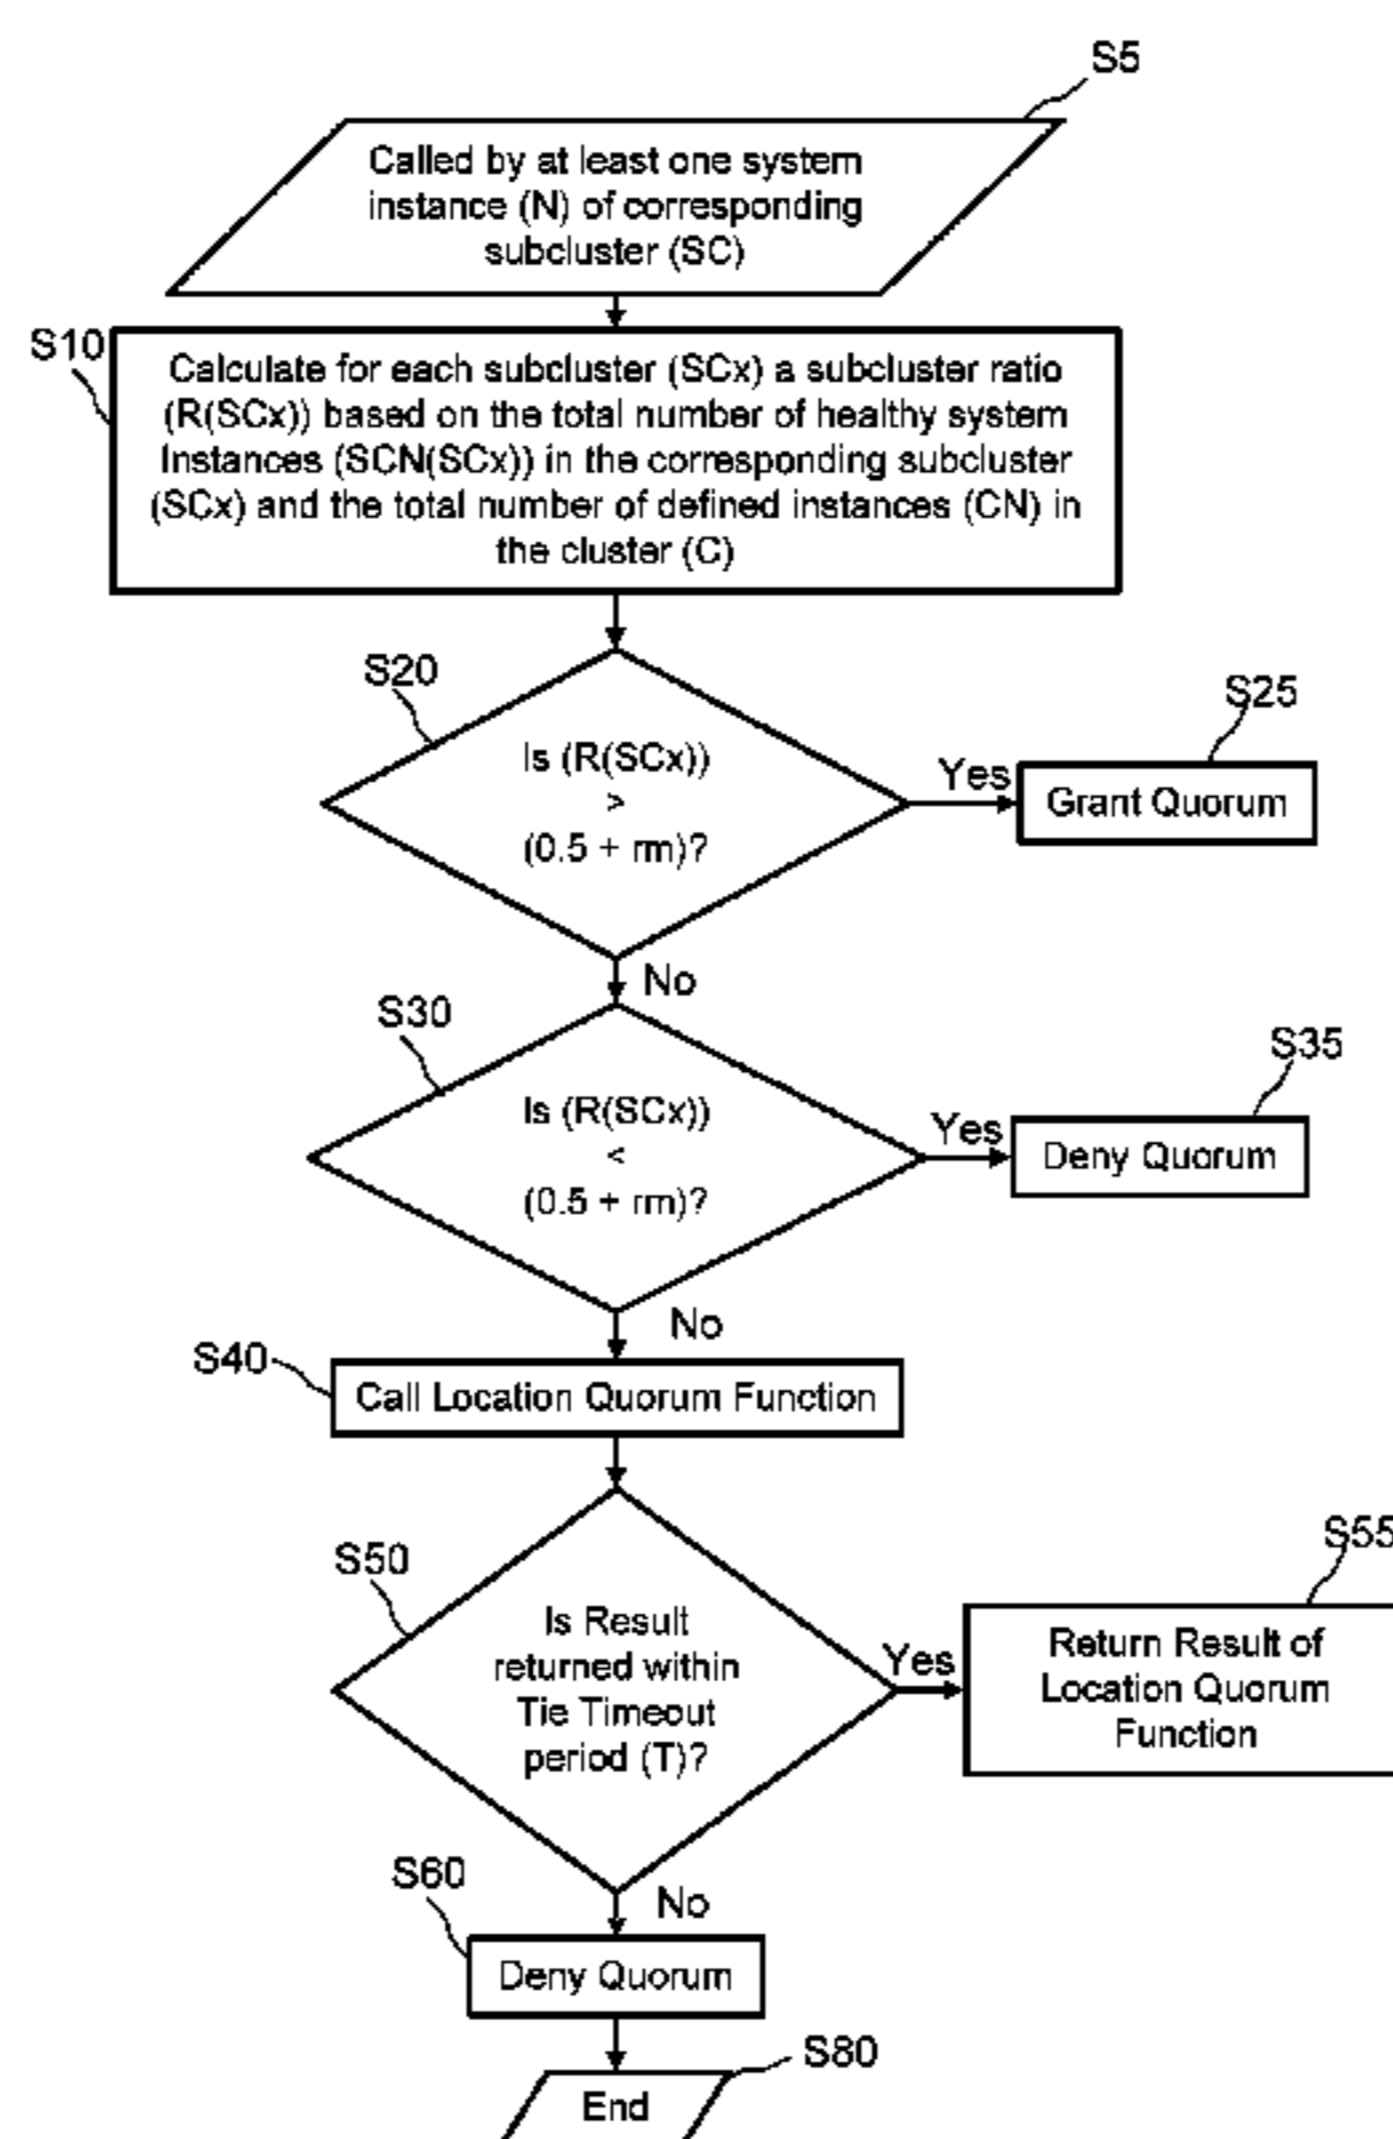 S5
Called by at least one system
instance (N) of corresponding
subcluster (SC)
S10
Calculate for each subcluster (SCx) a subcluster ratio
(R(SCx)) based on the total number of healthy system
Instances (SCN(SCx)) in the corresponding subcluster
(SCx) and the total number of defined instances (CN) in
the cluster (C)
S20
Is (R(SCx))
>
(0.5 + rm)?
Yes
S25
Grant Quorum
No
S30
Is (R(SCx))
<
(0.5 + rm)?
Yes
S35
Deny Quorum
No
S40
Call Location Quorum Function
S50
Is Result
returned within
Tie Timeout
period (T)?
Yes
S55
Return Result of
Location Quorum
Function
No
S60
Deny Quorum
S80
End